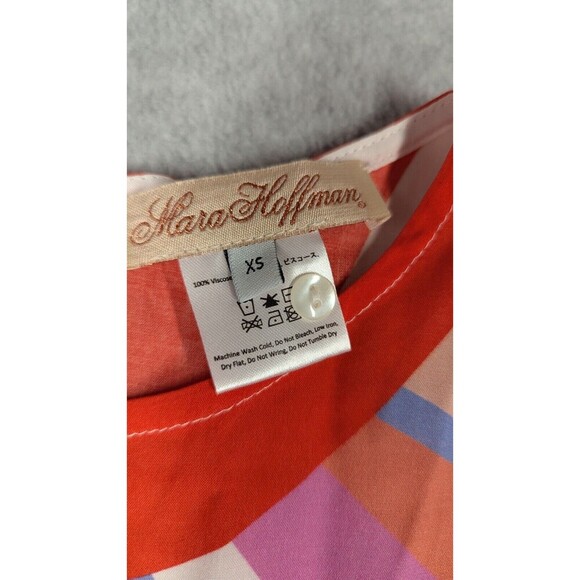 Mara Hoffman®
XS
100% Viscose
ビスコース、
Machine Wash Cold, Do Not Bleach, Low Iron,
Dry Flat, Do Not Wring, Do Not Tumble Dry